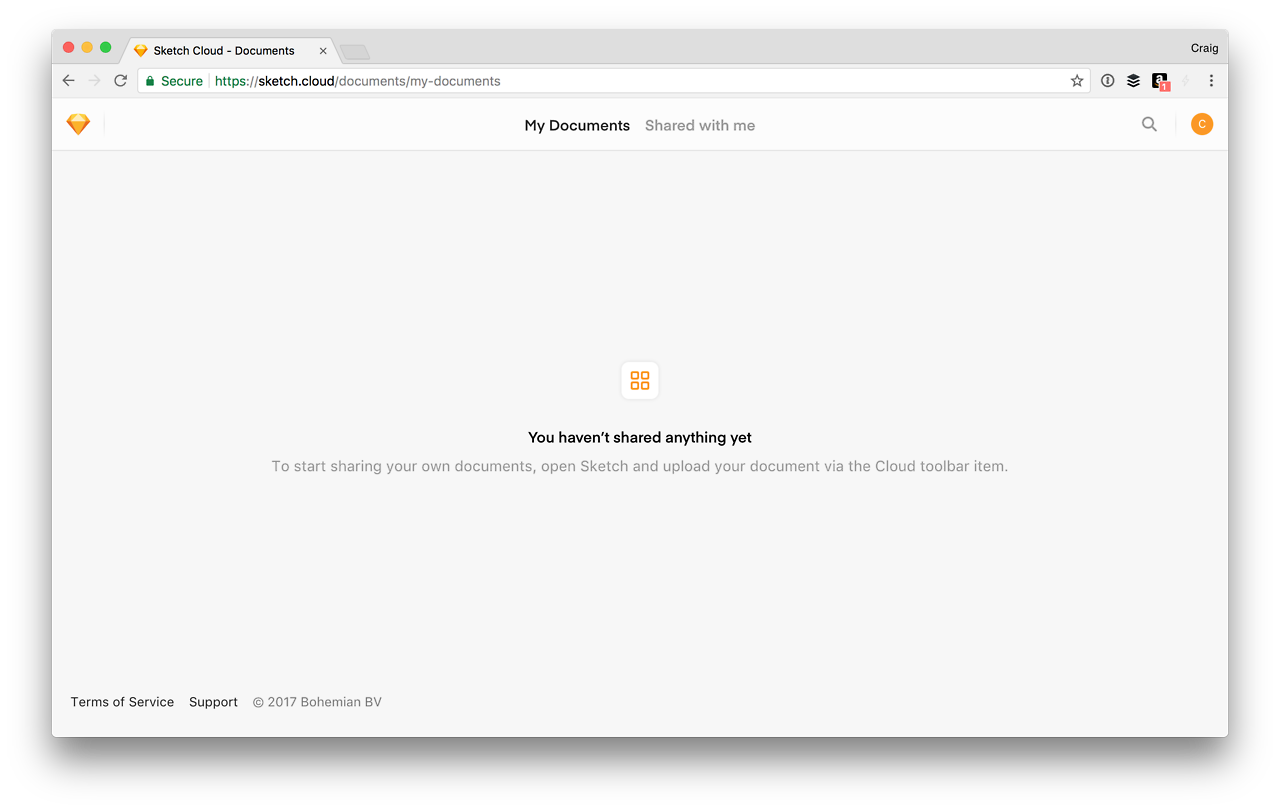 Sketch Cloud - Documents
Craig
Secure https://sketch.cloud/documents/my-documents
a
1
My Documents Shared with me
C
You haven’t shared anything yet
To start sharing your own documents, open Sketch and upload your document via the Cloud toolbar item.
Terms of Service Support © 2017 Bohemian BV